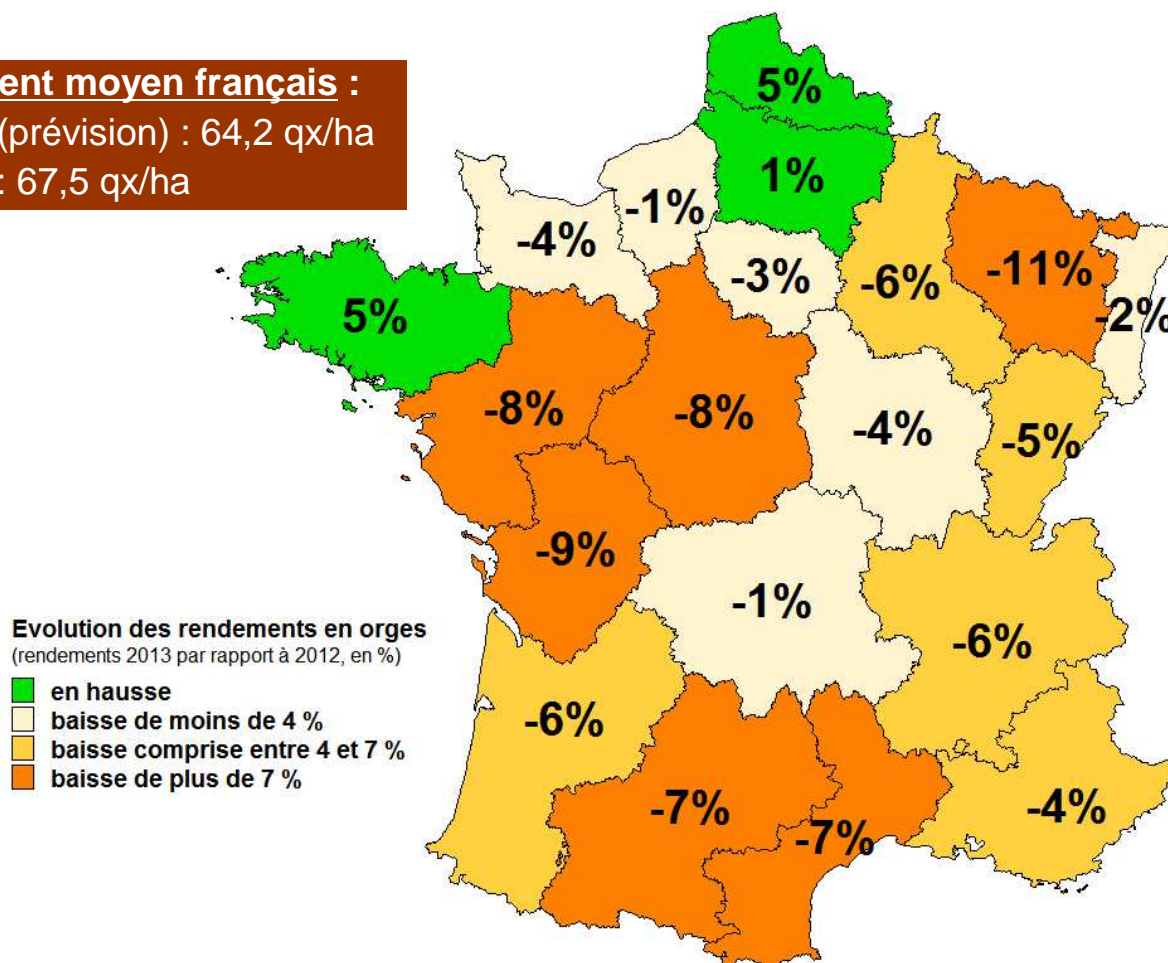 ent moyen français :
(prévision) : 64,2 qx/ha
: 67,5 qx/ha
5%
1%
-1%
-4%
-3%
-6%
-11%
-2%
5%
-8%
-8%
-4%
-5%
-9%
-1%
-6%
-6%
-7%
-7%
-4%
Evolution des rendements en orges
(rendements 2013 par rapport à 2012, en %)
en hausse
baisse de moins de 4 %
baisse comprise entre 4 et 7 %
baisse de plus de 7 %